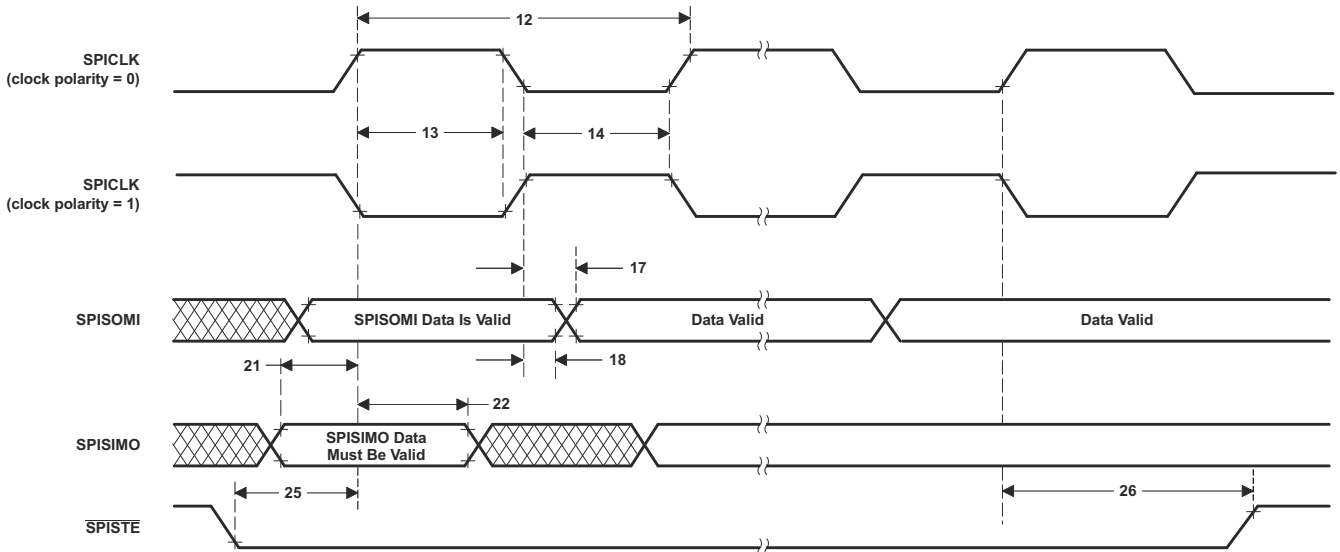 12
SPICLK
(clock polarity = 0)
13
14
SPICLK
(clock polarity = 1)
17
SPISOMI
SPISOMI Data Is Valid
Data Valid
Data Valid
21
18
22
SPISIMO
SPISIMO Data
Must Be Valid
25
26
SPISTE